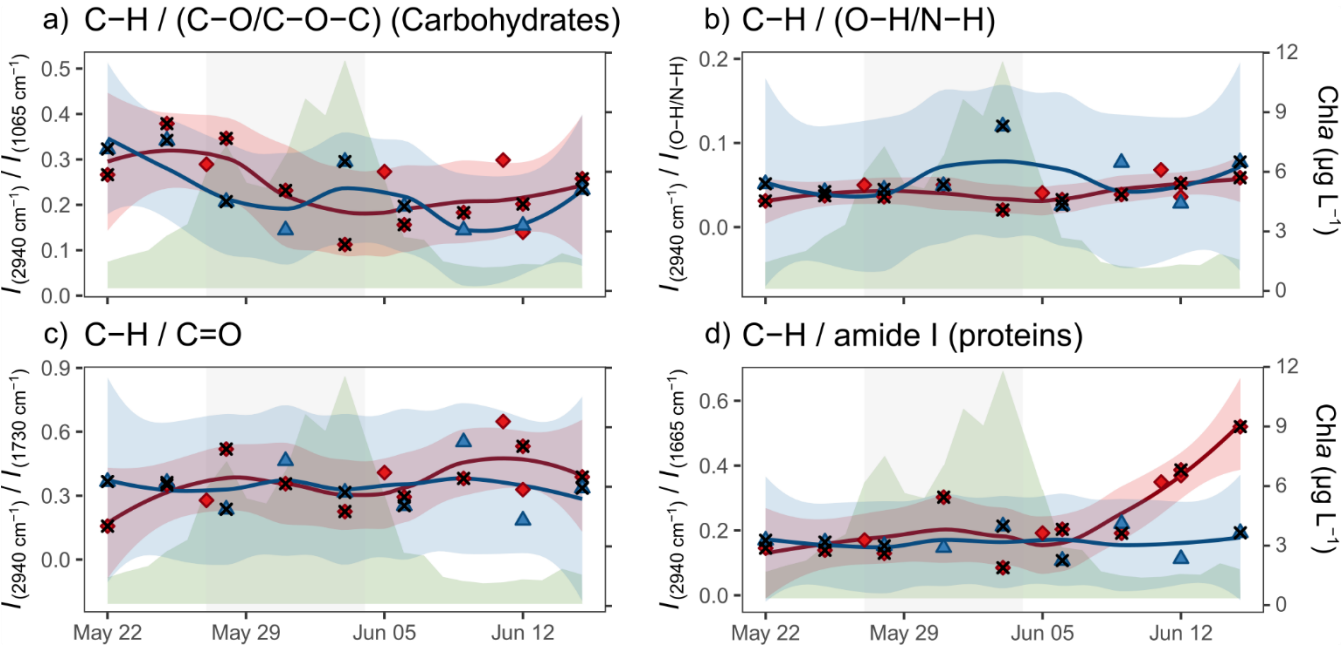 a) C−H / (C−O/C−O−C) (Carbohydrates)
I(2940 cm⁻¹) / I(1065 cm⁻¹)
0.5
0.4
0.3
0.2
0.1
0.0
b) C−H / (O−H/N−H)
I(2940 cm⁻¹) / I(O−H/N−H)
0.2
0.1
0.0
12
9
6
3
0
Chla (µg L⁻¹)
c) C−H / C=O
I(2940 cm⁻¹) / I(1730 cm⁻¹)
0.9
0.6
0.3
0.0
May 22 May 29 Jun 05 Jun 12
d) C−H / amide I (proteins)
I(2940 cm⁻¹) / I(1665 cm⁻¹)
0.6
0.4
0.2
0.0
12
9
6
3
0
Chla (µg L⁻¹)
May 22 May 29 Jun 05 Jun 12